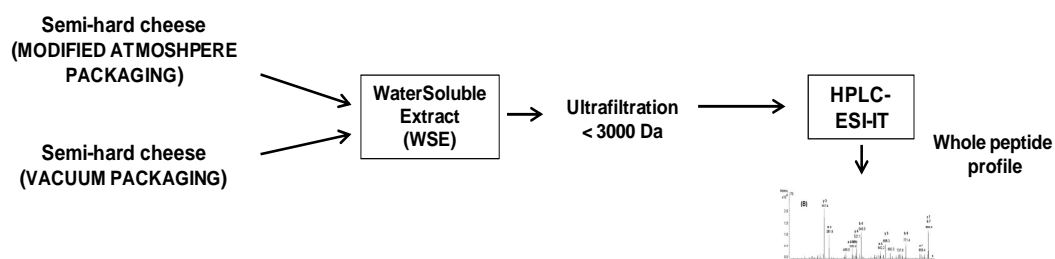 Semi-hard cheese
(MODIFIED ATMOSHPERE
PACKAGING)
Semi-hard cheese
(VACUUM PACKAGING)
WaterSoluble
Extract
(WSE)
Ultrafiltration
< 3000 Da
HPLC-
ESI-IT
Whole peptide
profile
(B)